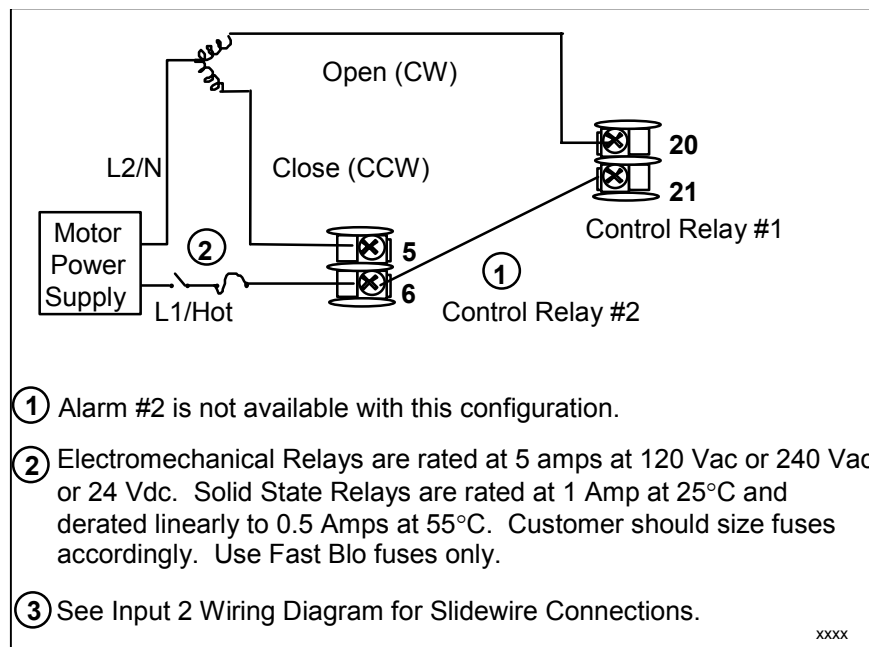 Open (CW)
20
L2/N
Close (CCW)
21
Control Relay #1
Motor
Power
Supply
2
5
6
1
L1/Hot
Control Relay #2
1 Alarm #2 is not available with this configuration.
2 Electromechanical Relays are rated at 5 amps at 120 Vac or 240 Vac
or 24 Vdc. Solid State Relays are rated at 1 Amp at 25°C and
derated linearly to 0.5 Amps at 55°C. Customer should size fuses
accordingly. Use Fast Blo fuses only.
3 See Input 2 Wiring Diagram for Slidewire Connections.
xxxx